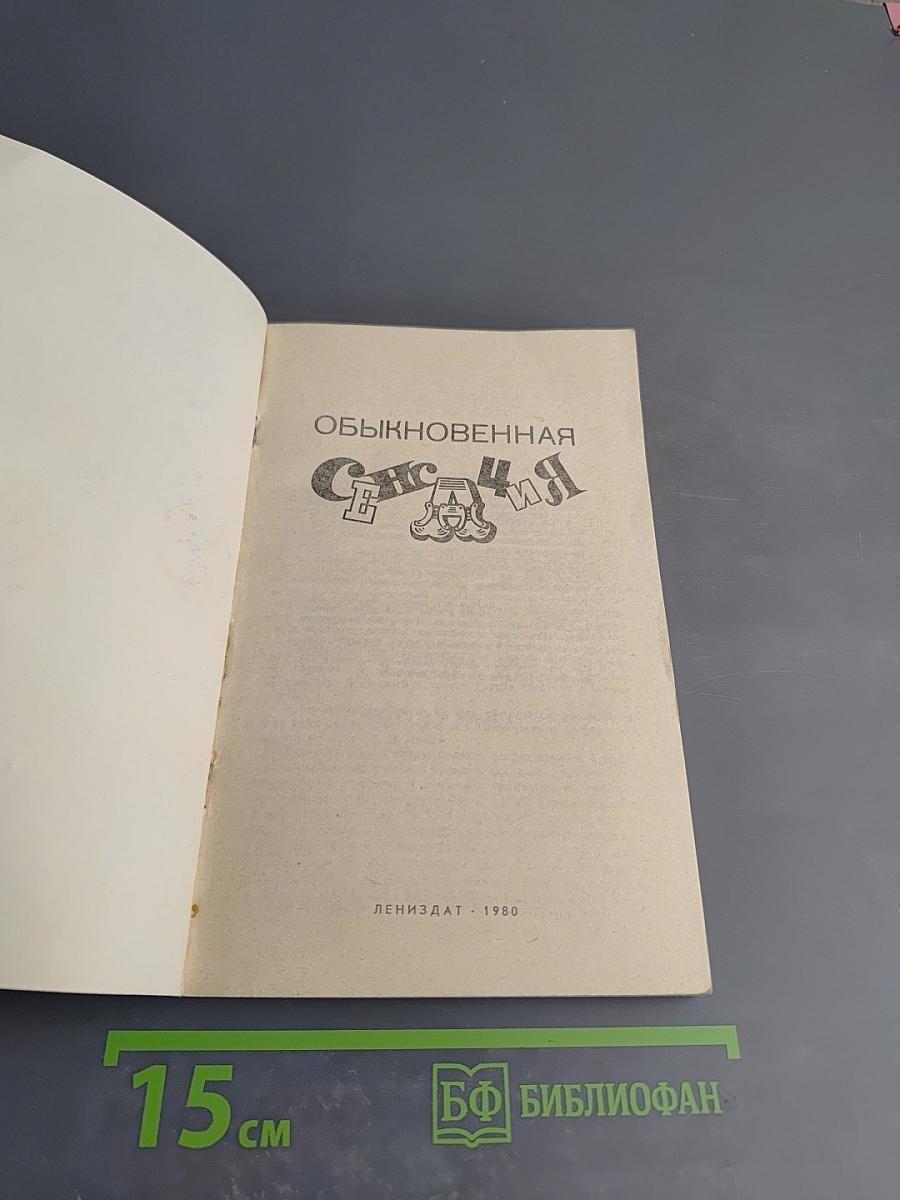 ОБЫКНОВЕННАЯ
СЕНСАЦИЯ
ЛЕНИЗДАТ · 1980
15 см
БФ БИБЛИОФАН